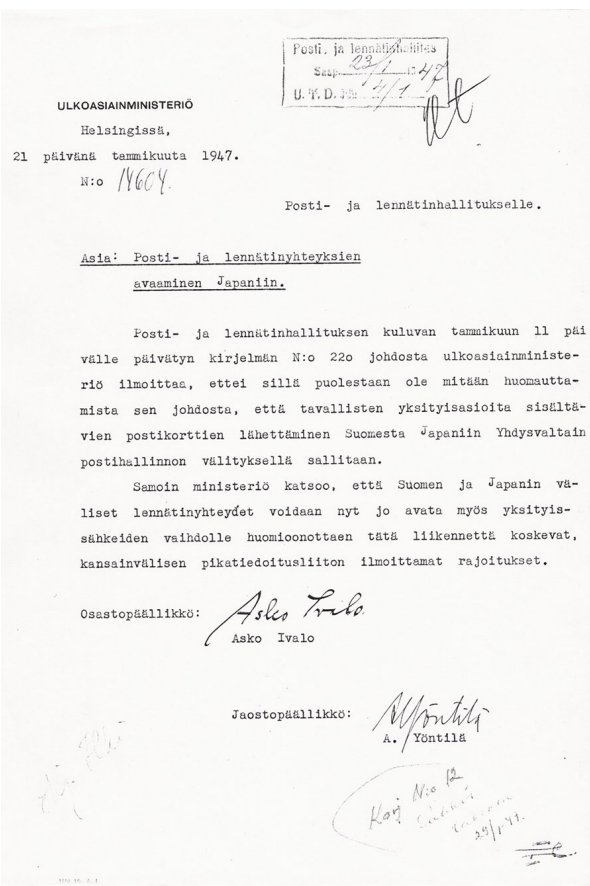 Posti- ja lennätinhallitus
Saap. 23/1 1947
U. T. D. N:o 4/1
ULKOASIAINMINISTERIÖ
Helsingissä,
21 päivänä tammikuuta 1947.
N:o 14604.
Posti- ja lennätinhallitukselle.
Asia: Posti- ja lennätinyhteyksien
avaaminen Japaniin.
Posti- ja lennätinhallituksen kuluvan tammikuun 11 päi
välle päivätyn kirjelmän N:o 22o johdosta ulkoasiainministe-
riö ilmoittaa, ettei sillä puolestaan ole mitään huomautta-
mista sen johdosta, että tavallisten yksityisasioita sisältä-
vien postikorttien lähettäminen Suomesta Japaniin Yhdysvaltain
postihallinnon välityksellä sallitaan.
Samoin ministeriö katsoo, että Suomen ja Japanin vä-
liset lennätinyhteydet voidaan nyt jo avata myös yksityis-
sähkeiden vaihdolle huomioonottaen tätä liikennettä koskevat,
kansainvälisen pikatiedoitusliiton ilmoittamat rajoitukset.
Osastopäällikkö: Asko Ivalo
Asko Ivalo
Jaostopäällikkö: A Yöntilä
A. Yöntilä
N:o 12
29/1 47.